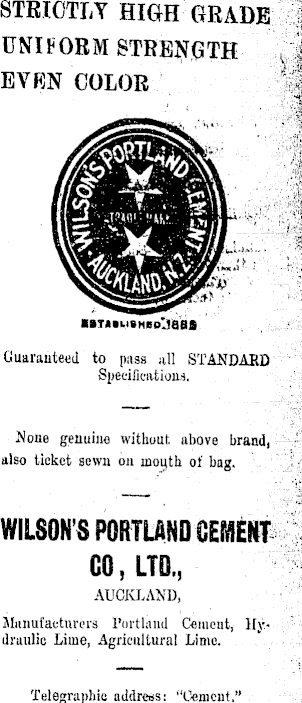 STRICTLY HIGH GRADE
UNIFORM STRENGTH
EVEN COLOR
WILSON'S PORTLAND CEMENT
TRADE MARK
AUCKLAND, N.Z.
ESTABLISHED 1883
Guaranteed to pass all STANDARD
Specifications.
None genuine without above brand,
also ticket sewn on mouth of bag.
WILSON'S PORTLAND CEMENT
CO, LTD.,
AUCKLAND,
Manufacturers Portland Cement, Hy-
draulic Lime, Agricultural Lime.
Telegraphic address: "Cement,"